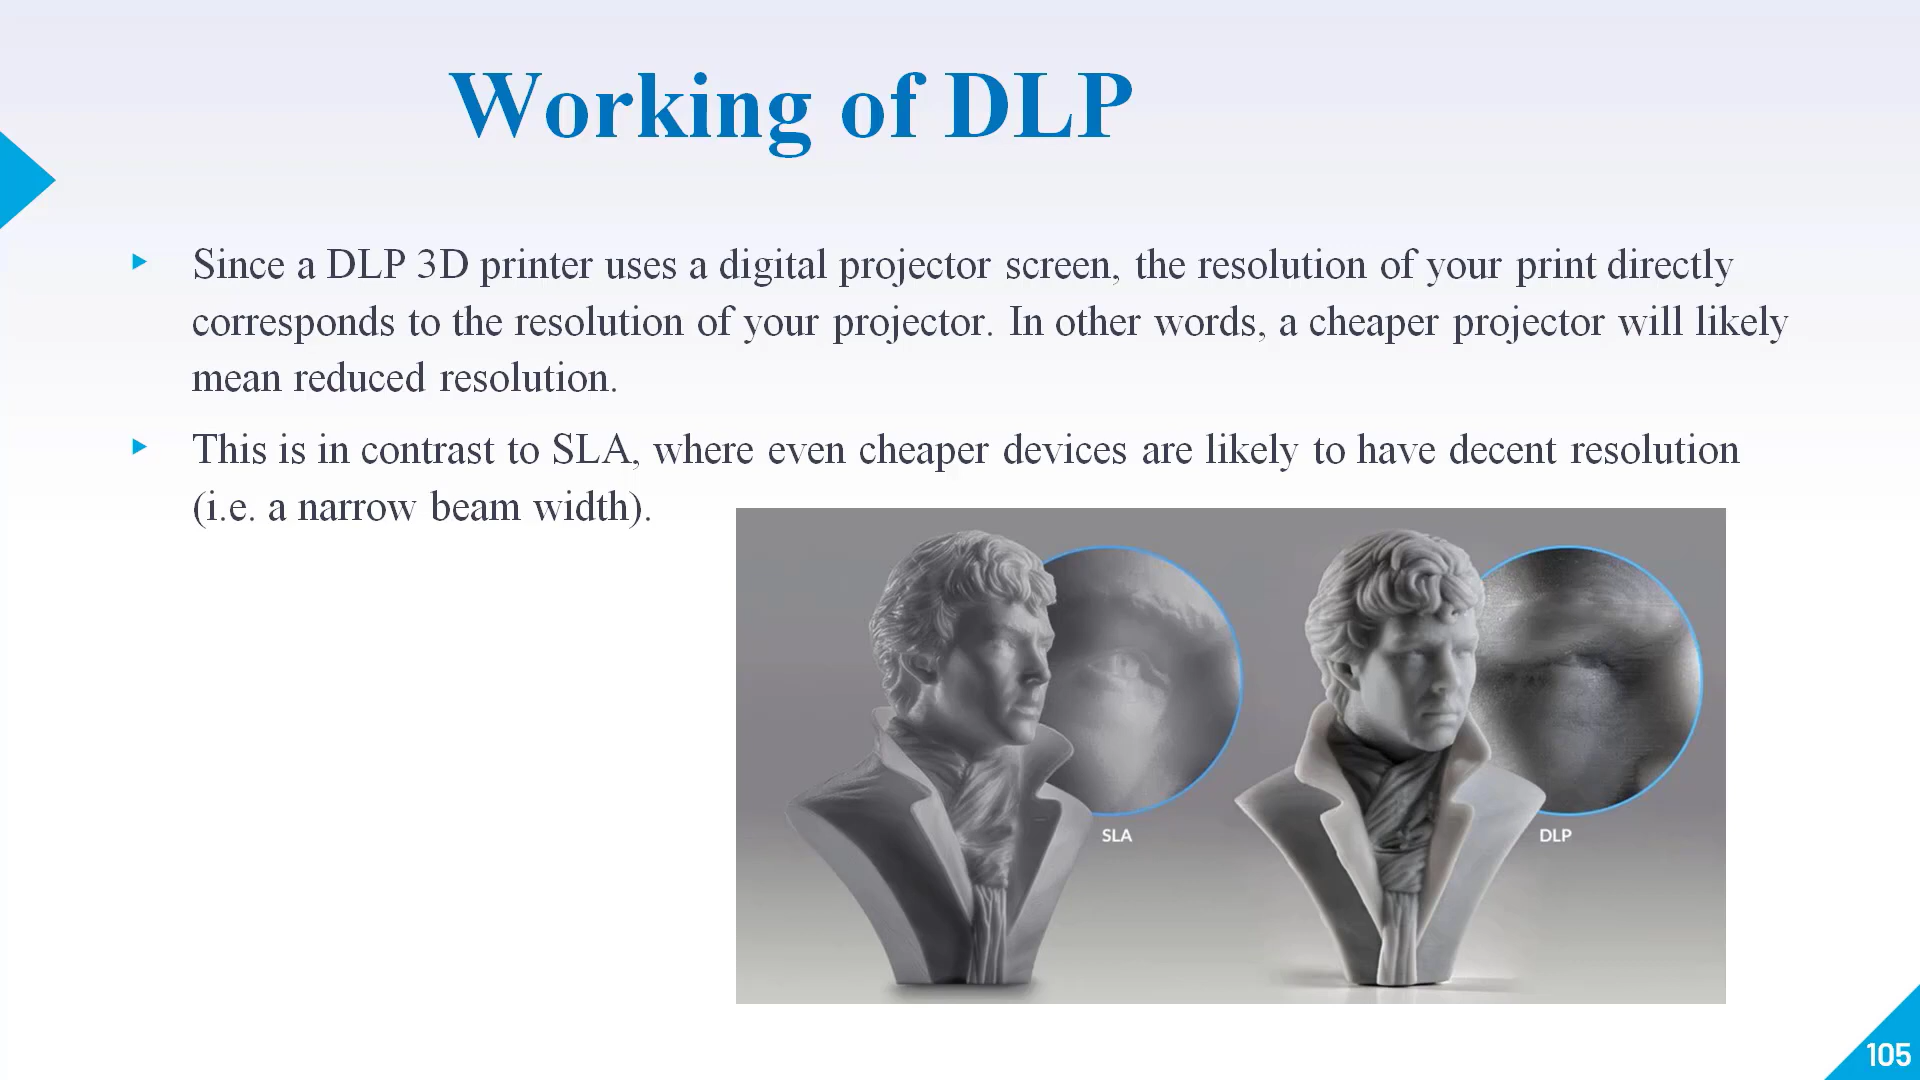 Working of DLP
Since a DLP 3D printer uses a digital projector screen, the resolution of your print directly
corresponds to the resolution of your projector. In other words, a cheaper projector will likely
mean reduced resolution.
This is in contrast to SLA, where even cheaper devices are likely to have decent resolution
(i.e. a narrow beam width).
SLA
DLP
105